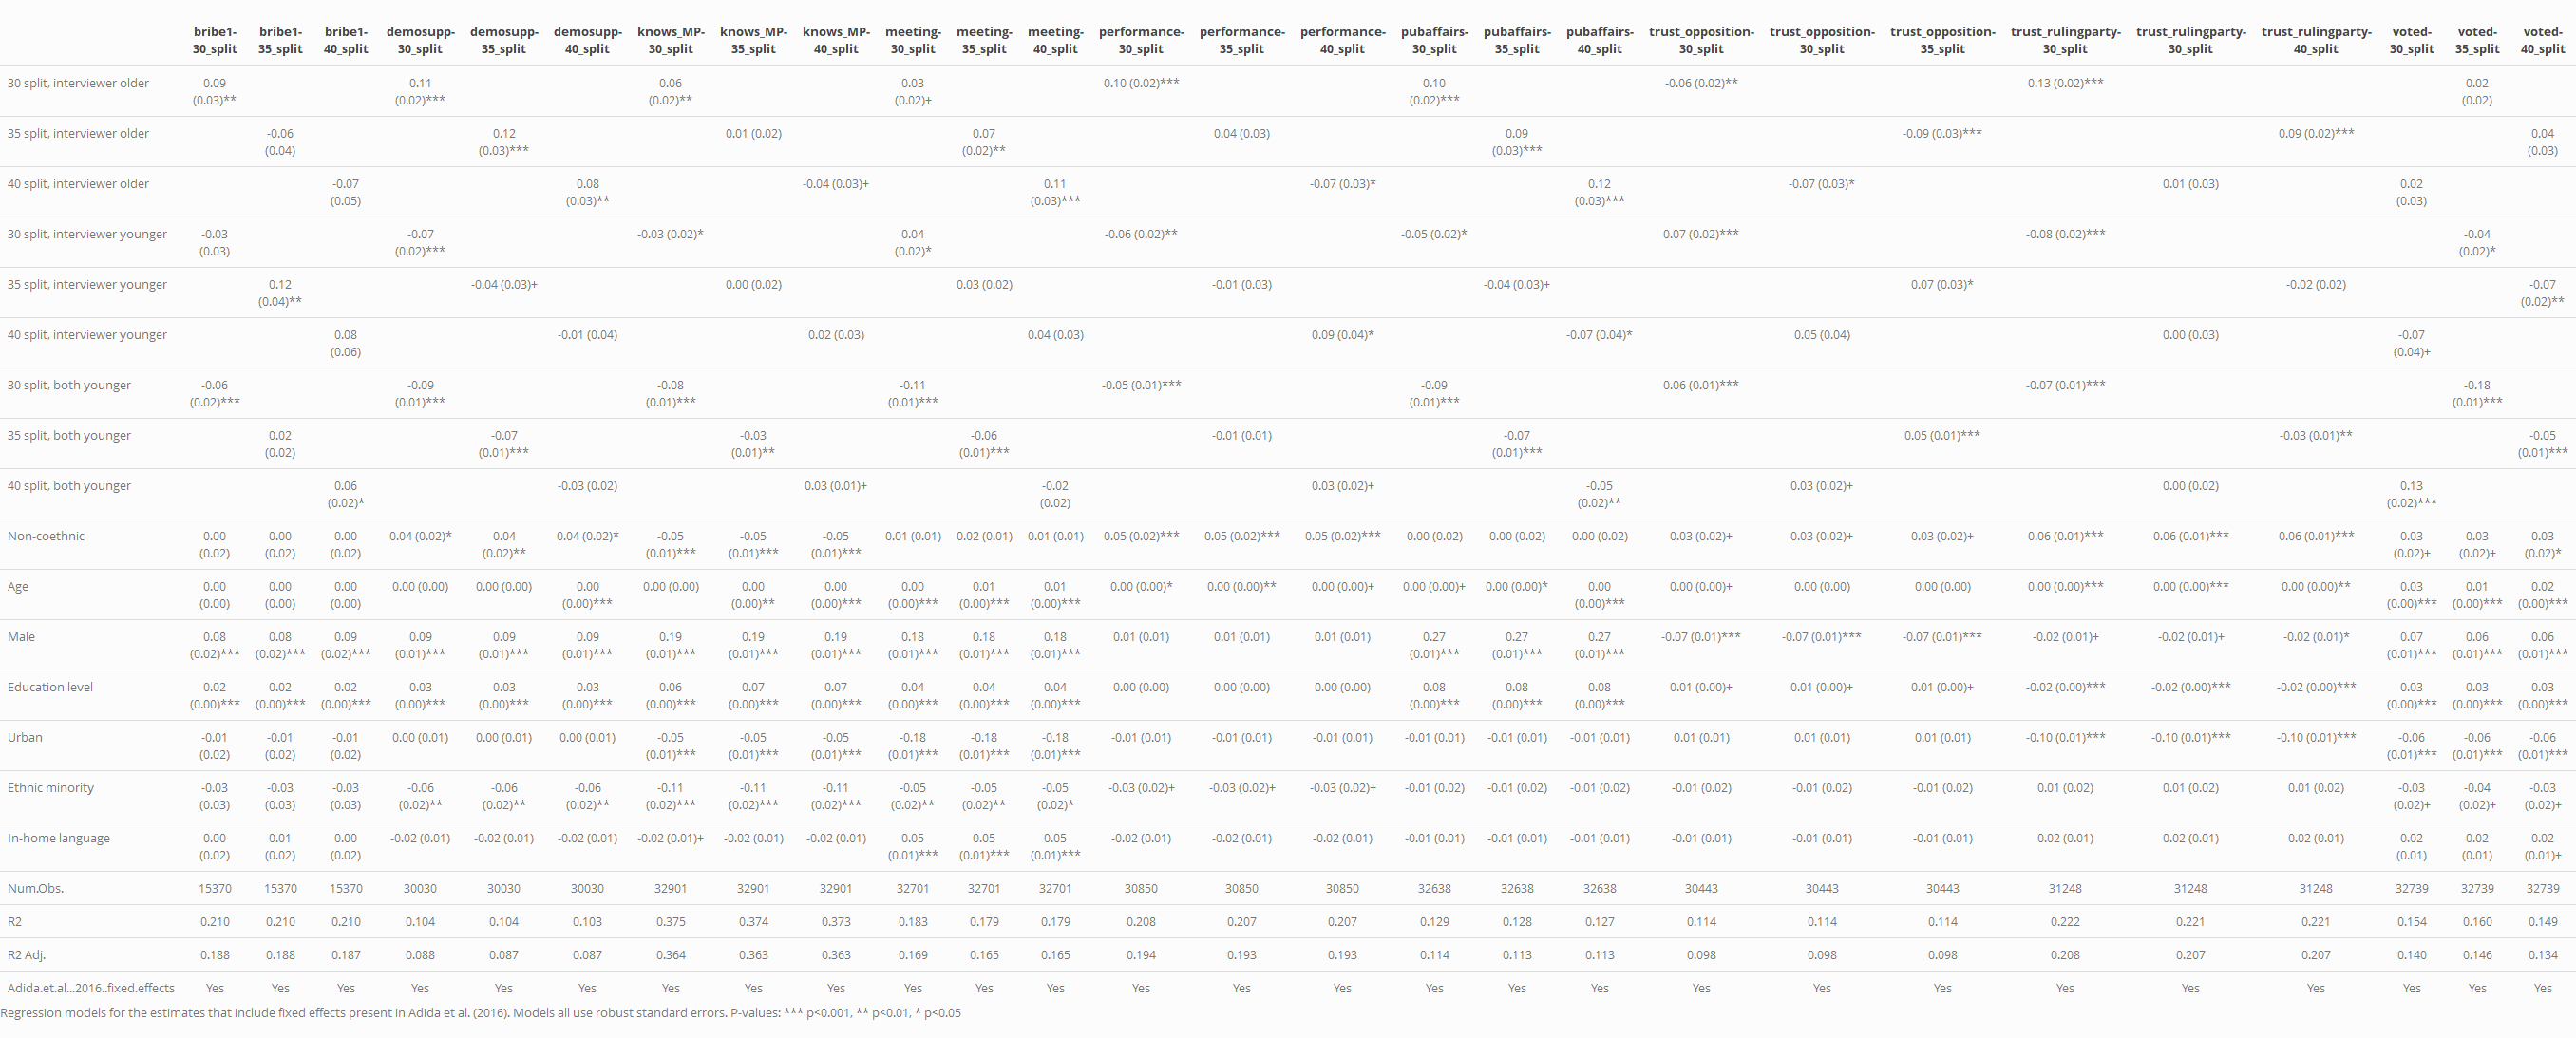 bribe1- bribe1- bribe1- demosupp- demosupp- demosupp- knows_MP- knows_MP- knows_MP- meeting- meeting- meeting- performance- performance- performance- pubaffairs- pubaffairs- pubaffairs- trust_opposition- trust_opposition- trust_opposition- trust_rulingparty- trust_rulingparty- trust_rulingparty- voted- voted- voted-
30_split 35_split 40_split 30_split 35_split 40_split 30_split 35_split 40_split 30_split 35_split 40_split 30_split 35_split 40_split 30_split 35_split 40_split 30_split 30_split 35_split 30_split 30_split 40_split 30_split 35_split 40_split
30 split, interviewer older 0.09 0.11 0.06 0.03 0.10 (0.02)*** 0.10 -0.06 (0.02)** 0.13 (0.02)*** 0.02
(0.03)** (0.02)*** (0.02)** (0.02)+ (0.02)*** (0.02)
35 split, interviewer older -0.06 0.12 0.01 (0.02) 0.07 0.04 (0.03) 0.09 -0.09 (0.03)*** 0.09 (0.02)*** 0.04
(0.04) (0.03)*** (0.02)** (0.03)*** (0.03)
40 split, interviewer older -0.07 0.08 -0.04 (0.03)+ 0.11 -0.07 (0.03)* 0.12 -0.07 (0.03)* 0.01 (0.03) 0.02
(0.05) (0.03)** (0.03)*** (0.03)*** (0.03)
30 split, interviewer younger -0.03 -0.07 -0.03 (0.02)* 0.04 -0.06 (0.02)** -0.05 (0.02)* 0.07 (0.02)*** -0.08 (0.02)*** -0.04
(0.03) (0.02)*** (0.02)* (0.02)*
35 split, interviewer younger 0.12 -0.04 (0.03)+ 0.00 (0.02) 0.03 (0.02) -0.01 (0.03) -0.04 (0.03)+ 0.07 (0.03)* -0.02 (0.02) -0.07
(0.04)** (0.02)**
40 split, interviewer younger 0.08 -0.01 (0.04) 0.02 (0.03) 0.04 (0.03) 0.09 (0.04)* -0.07 (0.04)* 0.05 (0.04) 0.00 (0.03) -0.07
(0.06) (0.04)+
30 split, both younger -0.06 -0.09 -0.08 -0.11 -0.05 (0.01)*** -0.09 0.06 (0.01)*** -0.07 (0.01)*** -0.18
(0.02)*** (0.01)*** (0.01)*** (0.01)*** (0.01)*** (0.01)***
35 split, both younger 0.02 -0.07 -0.03 -0.06 -0.01 (0.01) -0.07 0.05 (0.01)*** -0.03 (0.01)** -0.05
(0.02) (0.01)*** (0.01)** (0.01)*** (0.01)*** (0.01)***
40 split, both younger 0.06 -0.03 (0.02) 0.03 (0.01)+ -0.02 0.03 (0.02)+ -0.05 0.03 (0.02)+ 0.00 (0.02) 0.13
(0.02)* (0.02) (0.02)** (0.02)***
Non-coethnic 0.00 0.00 0.00 0.04 (0.02)* 0.04 0.04 (0.02)* -0.05 -0.05 -0.05 0.01 (0.01) 0.02 (0.01) 0.01 (0.01) 0.05 (0.02)*** 0.05 (0.02)*** 0.05 (0.02)*** 0.00 (0.02) 0.00 (0.02) 0.00 (0.02) 0.03 (0.02)+ 0.03 (0.02)+ 0.03 (0.02)+ 0.06 (0.01)*** 0.06 (0.01)*** 0.06 (0.01)*** 0.03 0.03 0.03
(0.02) (0.02) (0.02) (0.02)** (0.01)*** (0.01)*** (0.01)*** (0.02)+ (0.02)+ (0.02)*
Age 0.00 0.00 0.00 0.00 (0.00) 0.00 (0.00) 0.00 0.00 (0.00) 0.00 0.00 0.00 0.01 0.01 0.00 (0.00)* 0.00 (0.00)** 0.00 (0.00)+ 0.00 (0.00)+ 0.00 (0.00)* 0.00 0.00 (0.00)+ 0.00 (0.00) 0.00 (0.00) 0.00 (0.00)*** 0.00 (0.00)*** 0.00 (0.00)** 0.03 0.01 0.02
(0.00) (0.00) (0.00) (0.00)*** (0.00)** (0.00)*** (0.00)*** (0.00)*** (0.00)*** (0.00)*** (0.00)*** (0.00)*** (0.00)***
Male 0.08 0.08 0.09 0.09 0.09 0.09 0.19 0.19 0.19 0.18 0.18 0.18 0.01 (0.01) 0.01 (0.01) 0.01 (0.01) 0.27 0.27 0.27 -0.07 (0.01)*** -0.07 (0.01)*** -0.07 (0.01)*** -0.02 (0.01)+ -0.02 (0.01)+ -0.02 (0.01)* 0.07 0.06 0.06
(0.02)*** (0.02)*** (0.02)*** (0.01)*** (0.01)*** (0.01)*** (0.01)*** (0.01)*** (0.01)*** (0.01)*** (0.01)*** (0.01)*** (0.01)*** (0.01)*** (0.01)*** (0.01)*** (0.01)*** (0.01)***
Education level 0.02 0.02 0.02 0.03 0.03 0.03 0.06 0.07 0.07 0.04 0.04 0.04 0.00 (0.00) 0.00 (0.00) 0.00 (0.00) 0.08 0.08 0.08 0.01 (0.00)+ 0.01 (0.00)+ 0.01 (0.00)+ -0.02 (0.00)*** -0.02 (0.00)*** -0.02 (0.00)*** 0.03 0.03 0.03
(0.00)*** (0.00)*** (0.00)*** (0.00)*** (0.00)*** (0.00)*** (0.00)*** (0.00)*** (0.00)*** (0.00)*** (0.00)*** (0.00)*** (0.00)*** (0.00)*** (0.00)*** (0.00)*** (0.00)*** (0.00)***
Urban -0.01 -0.01 -0.01 0.00 (0.01) 0.00 (0.01) 0.00 (0.01) -0.05 -0.05 -0.05 -0.18 -0.18 -0.18 -0.01 (0.01) -0.01 (0.01) -0.01 (0.01) -0.01 (0.01) -0.01 (0.01) -0.01 (0.01) 0.01 (0.01) 0.01 (0.01) 0.01 (0.01) -0.10 (0.01)*** -0.10 (0.01)*** -0.10 (0.01)*** -0.06 -0.06 -0.06
(0.02) (0.02) (0.02) (0.01)*** (0.01)*** (0.01)*** (0.01)*** (0.01)*** (0.01)*** (0.01)*** (0.01)*** (0.01)***
Ethnic minority -0.03 -0.03 -0.03 -0.06 -0.06 -0.06 -0.11 -0.11 -0.11 -0.05 -0.05 -0.05 -0.03 (0.02)+ -0.03 (0.02)+ -0.03 (0.02)+ -0.01 (0.02) -0.01 (0.02) -0.01 (0.02) -0.01 (0.02) -0.01 (0.02) -0.01 (0.02) 0.01 (0.02) 0.01 (0.02) 0.01 (0.02) -0.03 -0.04 -0.03
(0.03) (0.03) (0.03) (0.02)** (0.02)** (0.02)** (0.02)*** (0.02)*** (0.02)*** (0.02)** (0.02)** (0.02)* (0.02)+ (0.02)+ (0.02)+
In-home language 0.00 0.01 0.00 -0.02 (0.01) -0.02 (0.01) -0.02 (0.01) -0.02 (0.01)+ -0.02 (0.01) -0.02 (0.01) 0.05 0.05 0.05 -0.02 (0.01) -0.02 (0.01) -0.02 (0.01) -0.01 (0.01) -0.01 (0.01) -0.01 (0.01) -0.01 (0.01) -0.01 (0.01) -0.01 (0.01) 0.02 (0.01) 0.02 (0.01) 0.02 (0.01) 0.02 0.02 0.02
(0.02) (0.02) (0.02) (0.01)*** (0.01)*** (0.01)*** (0.01) (0.01) (0.01)+
Num.Obs. 15370 15370 15370 30030 30030 30030 32901 32901 32901 32701 32701 32701 30850 30850 30850 32638 32638 32638 30443 30443 30443 31248 31248 31248 32739 32739 32739
R2 0.210 0.210 0.210 0.104 0.104 0.103 0.375 0.374 0.373 0.183 0.179 0.179 0.208 0.207 0.207 0.129 0.128 0.127 0.114 0.114 0.114 0.222 0.221 0.221 0.154 0.160 0.149
R2 Adj. 0.188 0.188 0.187 0.088 0.087 0.087 0.364 0.363 0.363 0.169 0.165 0.165 0.194 0.193 0.193 0.114 0.113 0.113 0.098 0.098 0.098 0.208 0.207 0.207 0.140 0.146 0.134
Adida.et.al...2016..fixed.effects Yes Yes Yes Yes Yes Yes Yes Yes Yes Yes Yes Yes Yes Yes Yes Yes Yes Yes Yes Yes Yes Yes Yes Yes Yes Yes Yes
Regression models for the estimates that include fixed effects present in Adida et al. (2016). Models all use robust standard errors. P-values: *** p<0.001, ** p<0.01, * p<0.05